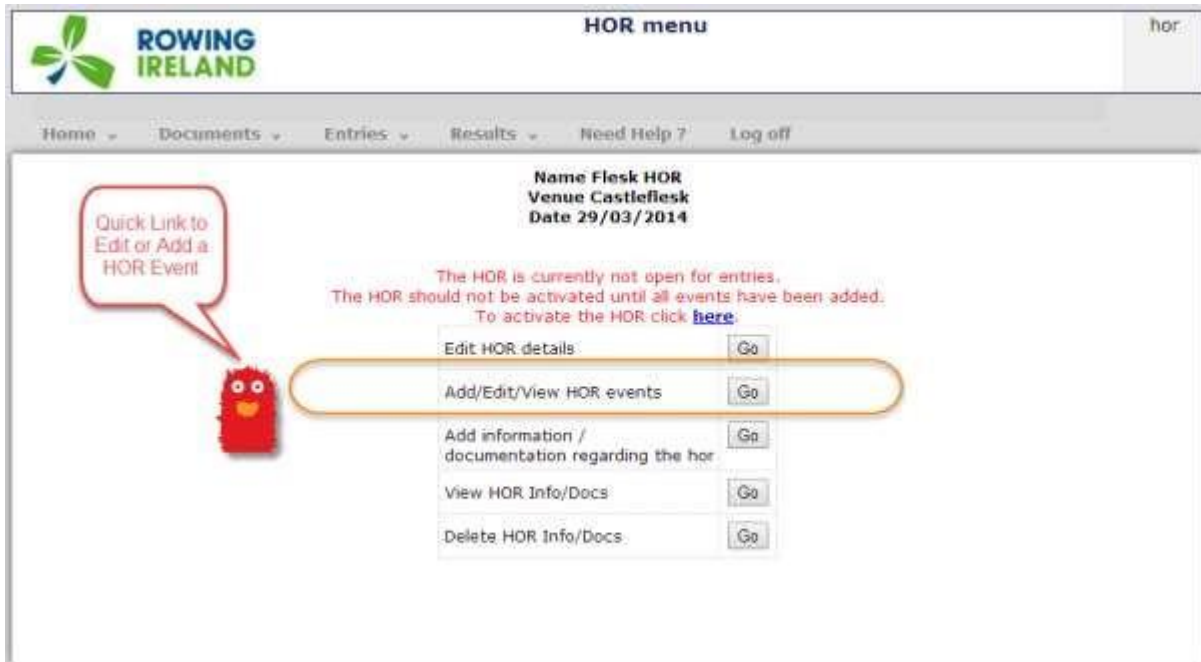 ROWING
IRELAND
HOR menu
hor
Home
Documents
Entries
Results
Need Help ?
Log off
Name Flesk HOR
Venue Castleflesk
Date 29/03/2014
Quick Link to
Edit or Add a
HOR Event
The HOR is currently not open for entries.
The HOR should not be activated until all events have been added.
To activate the HOR click here.
Edit HOR details Go
Add/Edit/View HOR events Go
Add information / Go
documentation regarding the hor
View HOR Info/Docs Go
Delete HOR Info/Docs Go